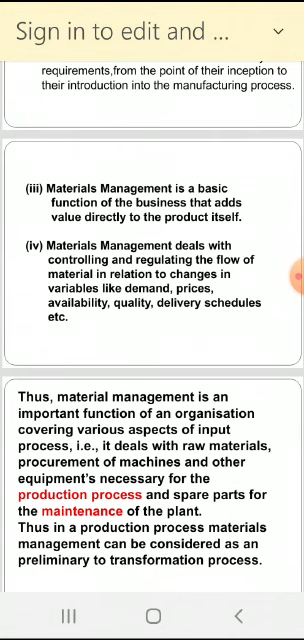 Sign in to edit and ...
requirements,from the point of their inception to
their introduction into the manufacturing process.
(iii) Materials Management is a basic
function of the business that adds
value directly to the product itself.
(iv) Materials Management deals with
controlling and regulating the flow of
material in relation to changes in
variables like demand, prices,
availability, quality, delivery schedules
etc.
Thus, material management is an
important function of an organisation
covering various aspects of input
process, i.e., it deals with raw materials,
procurement of machines and other
equipment's necessary for the
production process and spare parts for
the maintenance of the plant.
Thus in a production process materials
management can be considered as an
preliminary to transformation process.